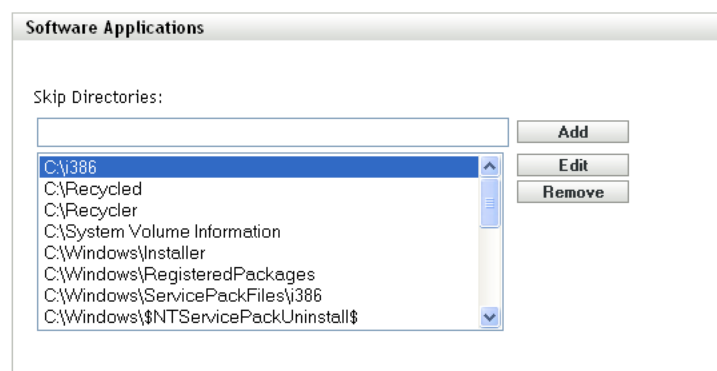 Software Applications
Skip Directories:
Add
C:\i386
Edit
C:\Recycled
Remove
C:\Recycler
C:\System Volume Information
C:\Windows\Installer
C:\Windows\RegisteredPackages
C:\Windows\ServicePackFiles\i386
C:\Windows\$NTServicePackUninstall$